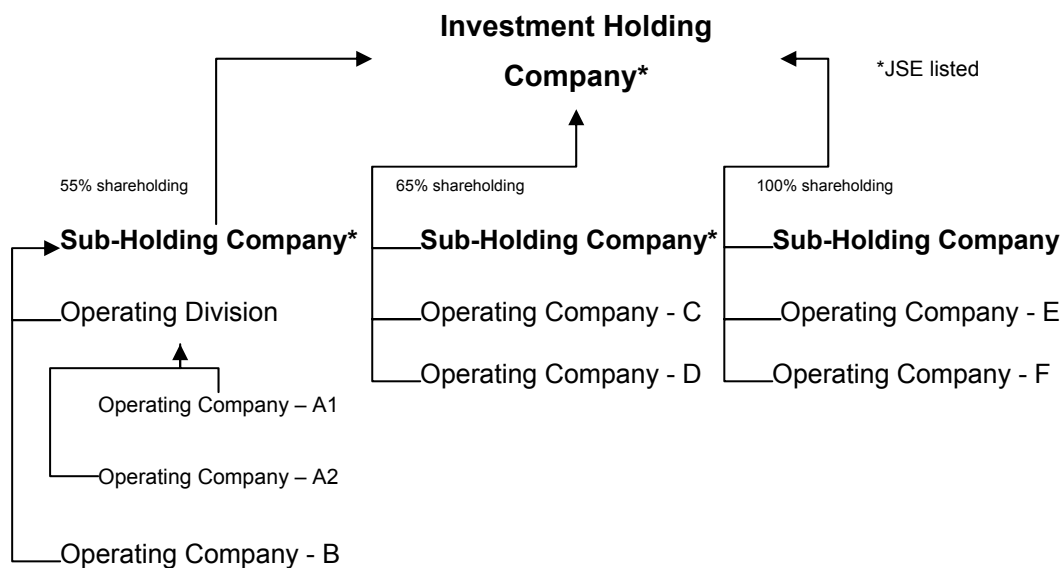 Investment Holding
Company*
*JSE listed
55% shareholding
65% shareholding
100% shareholding
Sub-Holding Company*
Sub-Holding Company*
Sub-Holding Company
Operating Division
Operating Company - C
Operating Company - E
Operating Company - D
Operating Company - F
Operating Company – A1
Operating Company – A2
Operating Company - B